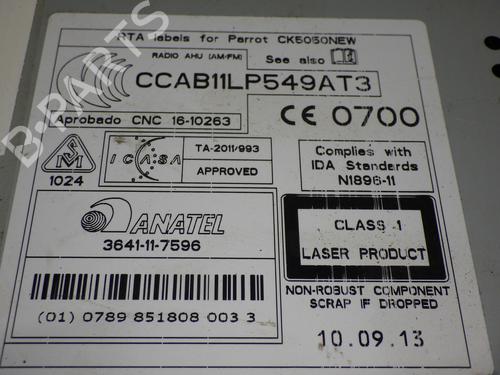 RTA labels for Parrot CK5050NEW
RADIO AHU (AM/FM)
See also
CCAB11LP549AT3
CE 0700
Aprobado CNC 16-10263
S M
1024
ICASA
TA-2011/993
APPROVED
Complies with
IDA Standards
N1896-11
ANATEL
3641-11-7596
CLASS 1
LASER PRODUCT
NON-ROBUST COMPONENT
SCRAP IF DROPPED
(01) 0789 851808 003 3
10.09.13
B-PARTS